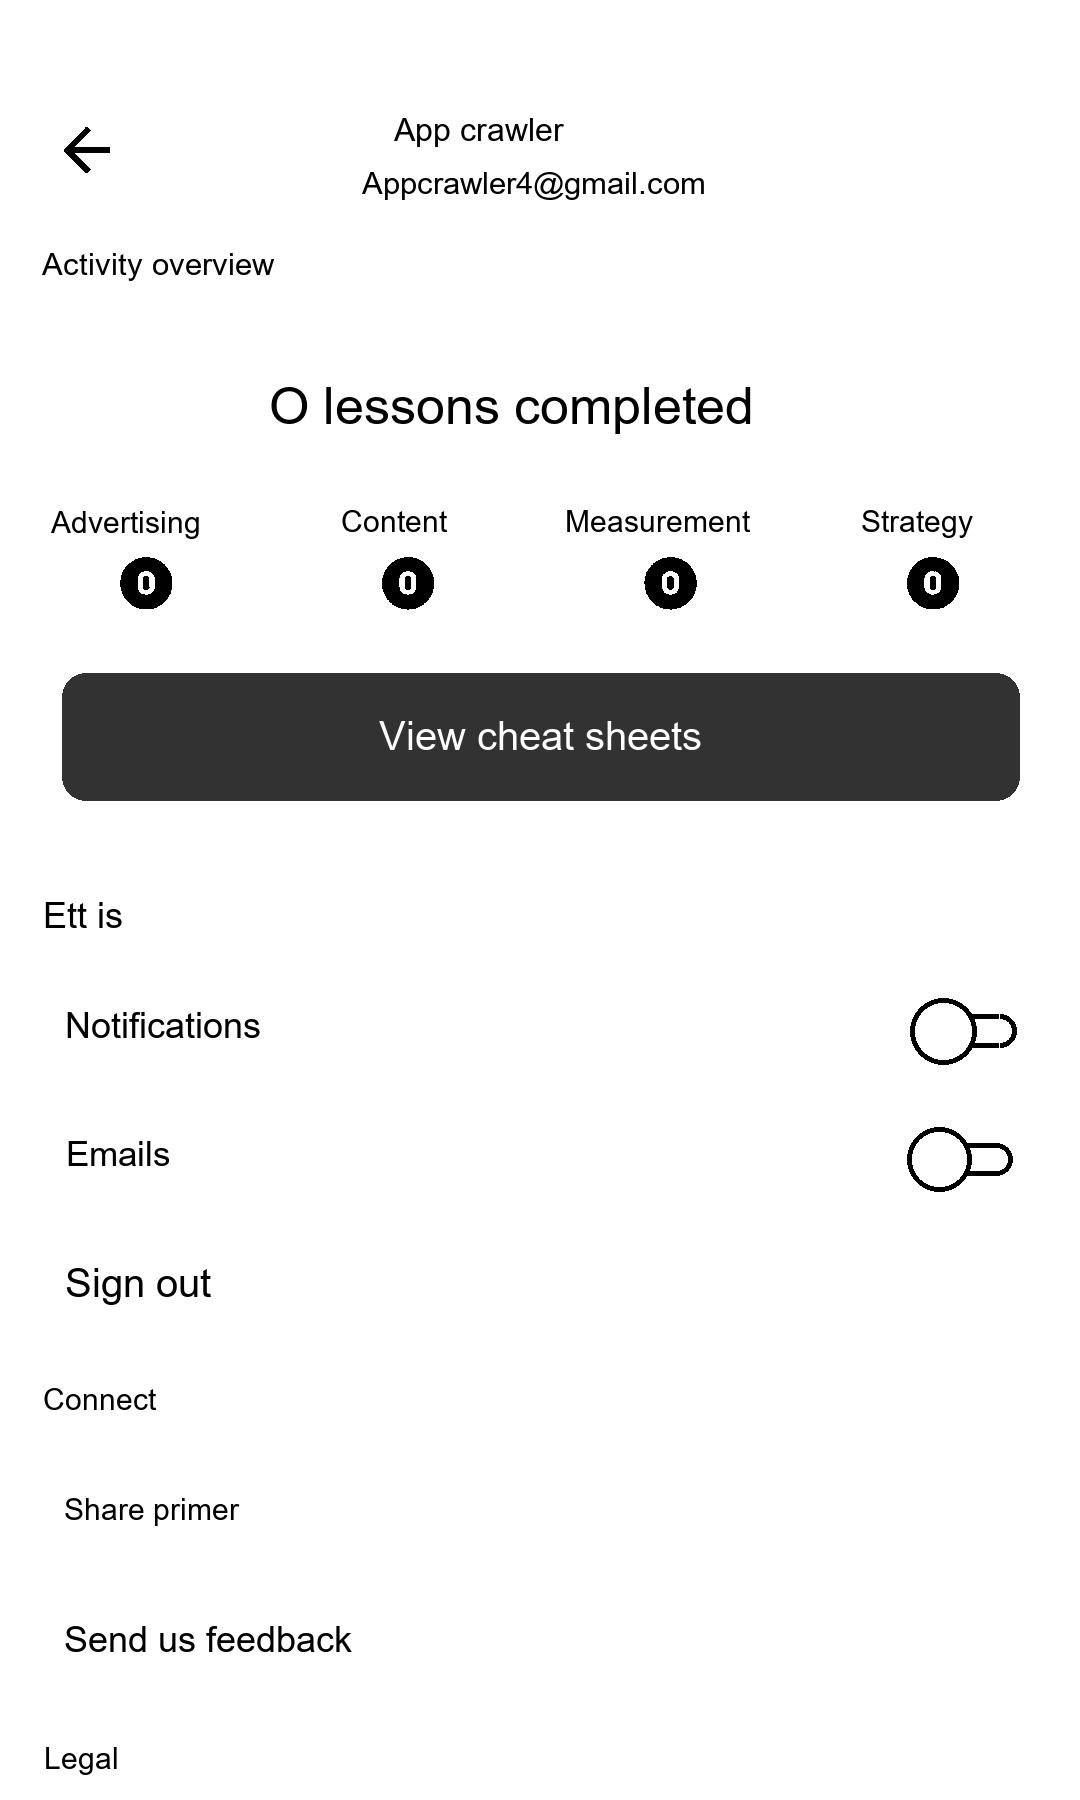 App crawler
Appcrawler4@gmail.com
Activity overview
O lessons completed
Advertising Content Measurement Strategy
0 0 0 0
View cheat sheets
Ett is
Notifications
Emails
Sign out
Connect
Share primer
Send us feedback
Legal